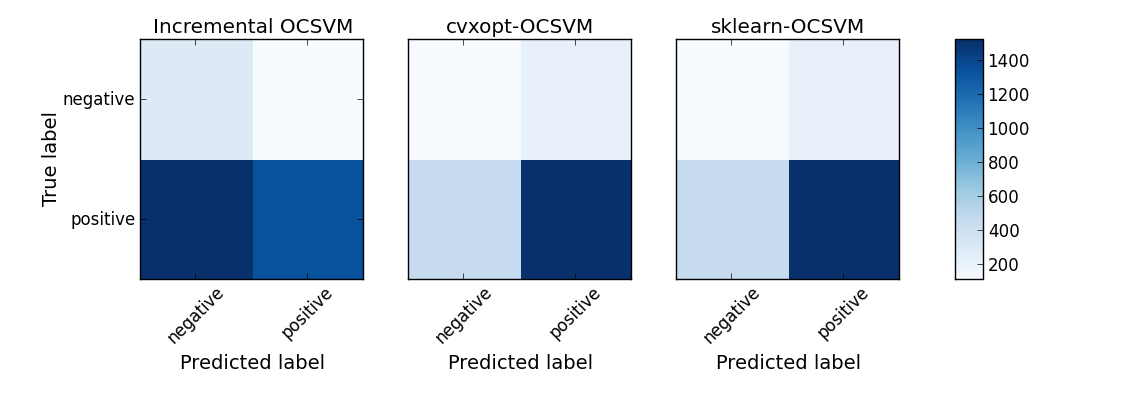 Incremental OCSVM
cvxopt-OCSVM
sklearn-OCSVM
True label
negative
positive
negative
positive
Predicted label
negative
positive
Predicted label
negative
positive
Predicted label
1400
1200
1000
800
600
400
200